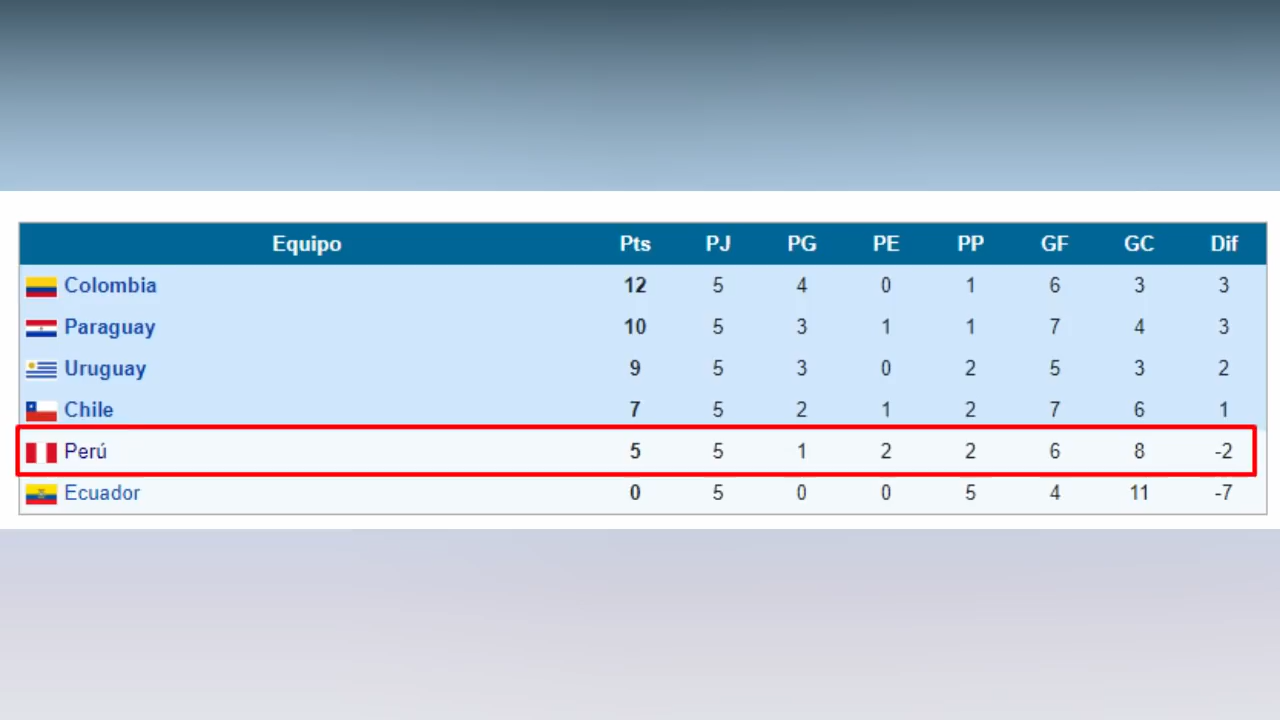 Equipo Pts PJ PG PE PP GF GC Dif
Colombia 12 5 4 0 1 6 3 3
Paraguay 10 5 3 1 1 7 4 3
Uruguay 9 5 3 0 2 5 3 2
Chile 7 5 2 1 2 7 6 1
Perú 5 5 1 2 2 6 8 -2
Ecuador 0 5 0 0 5 4 11 -7